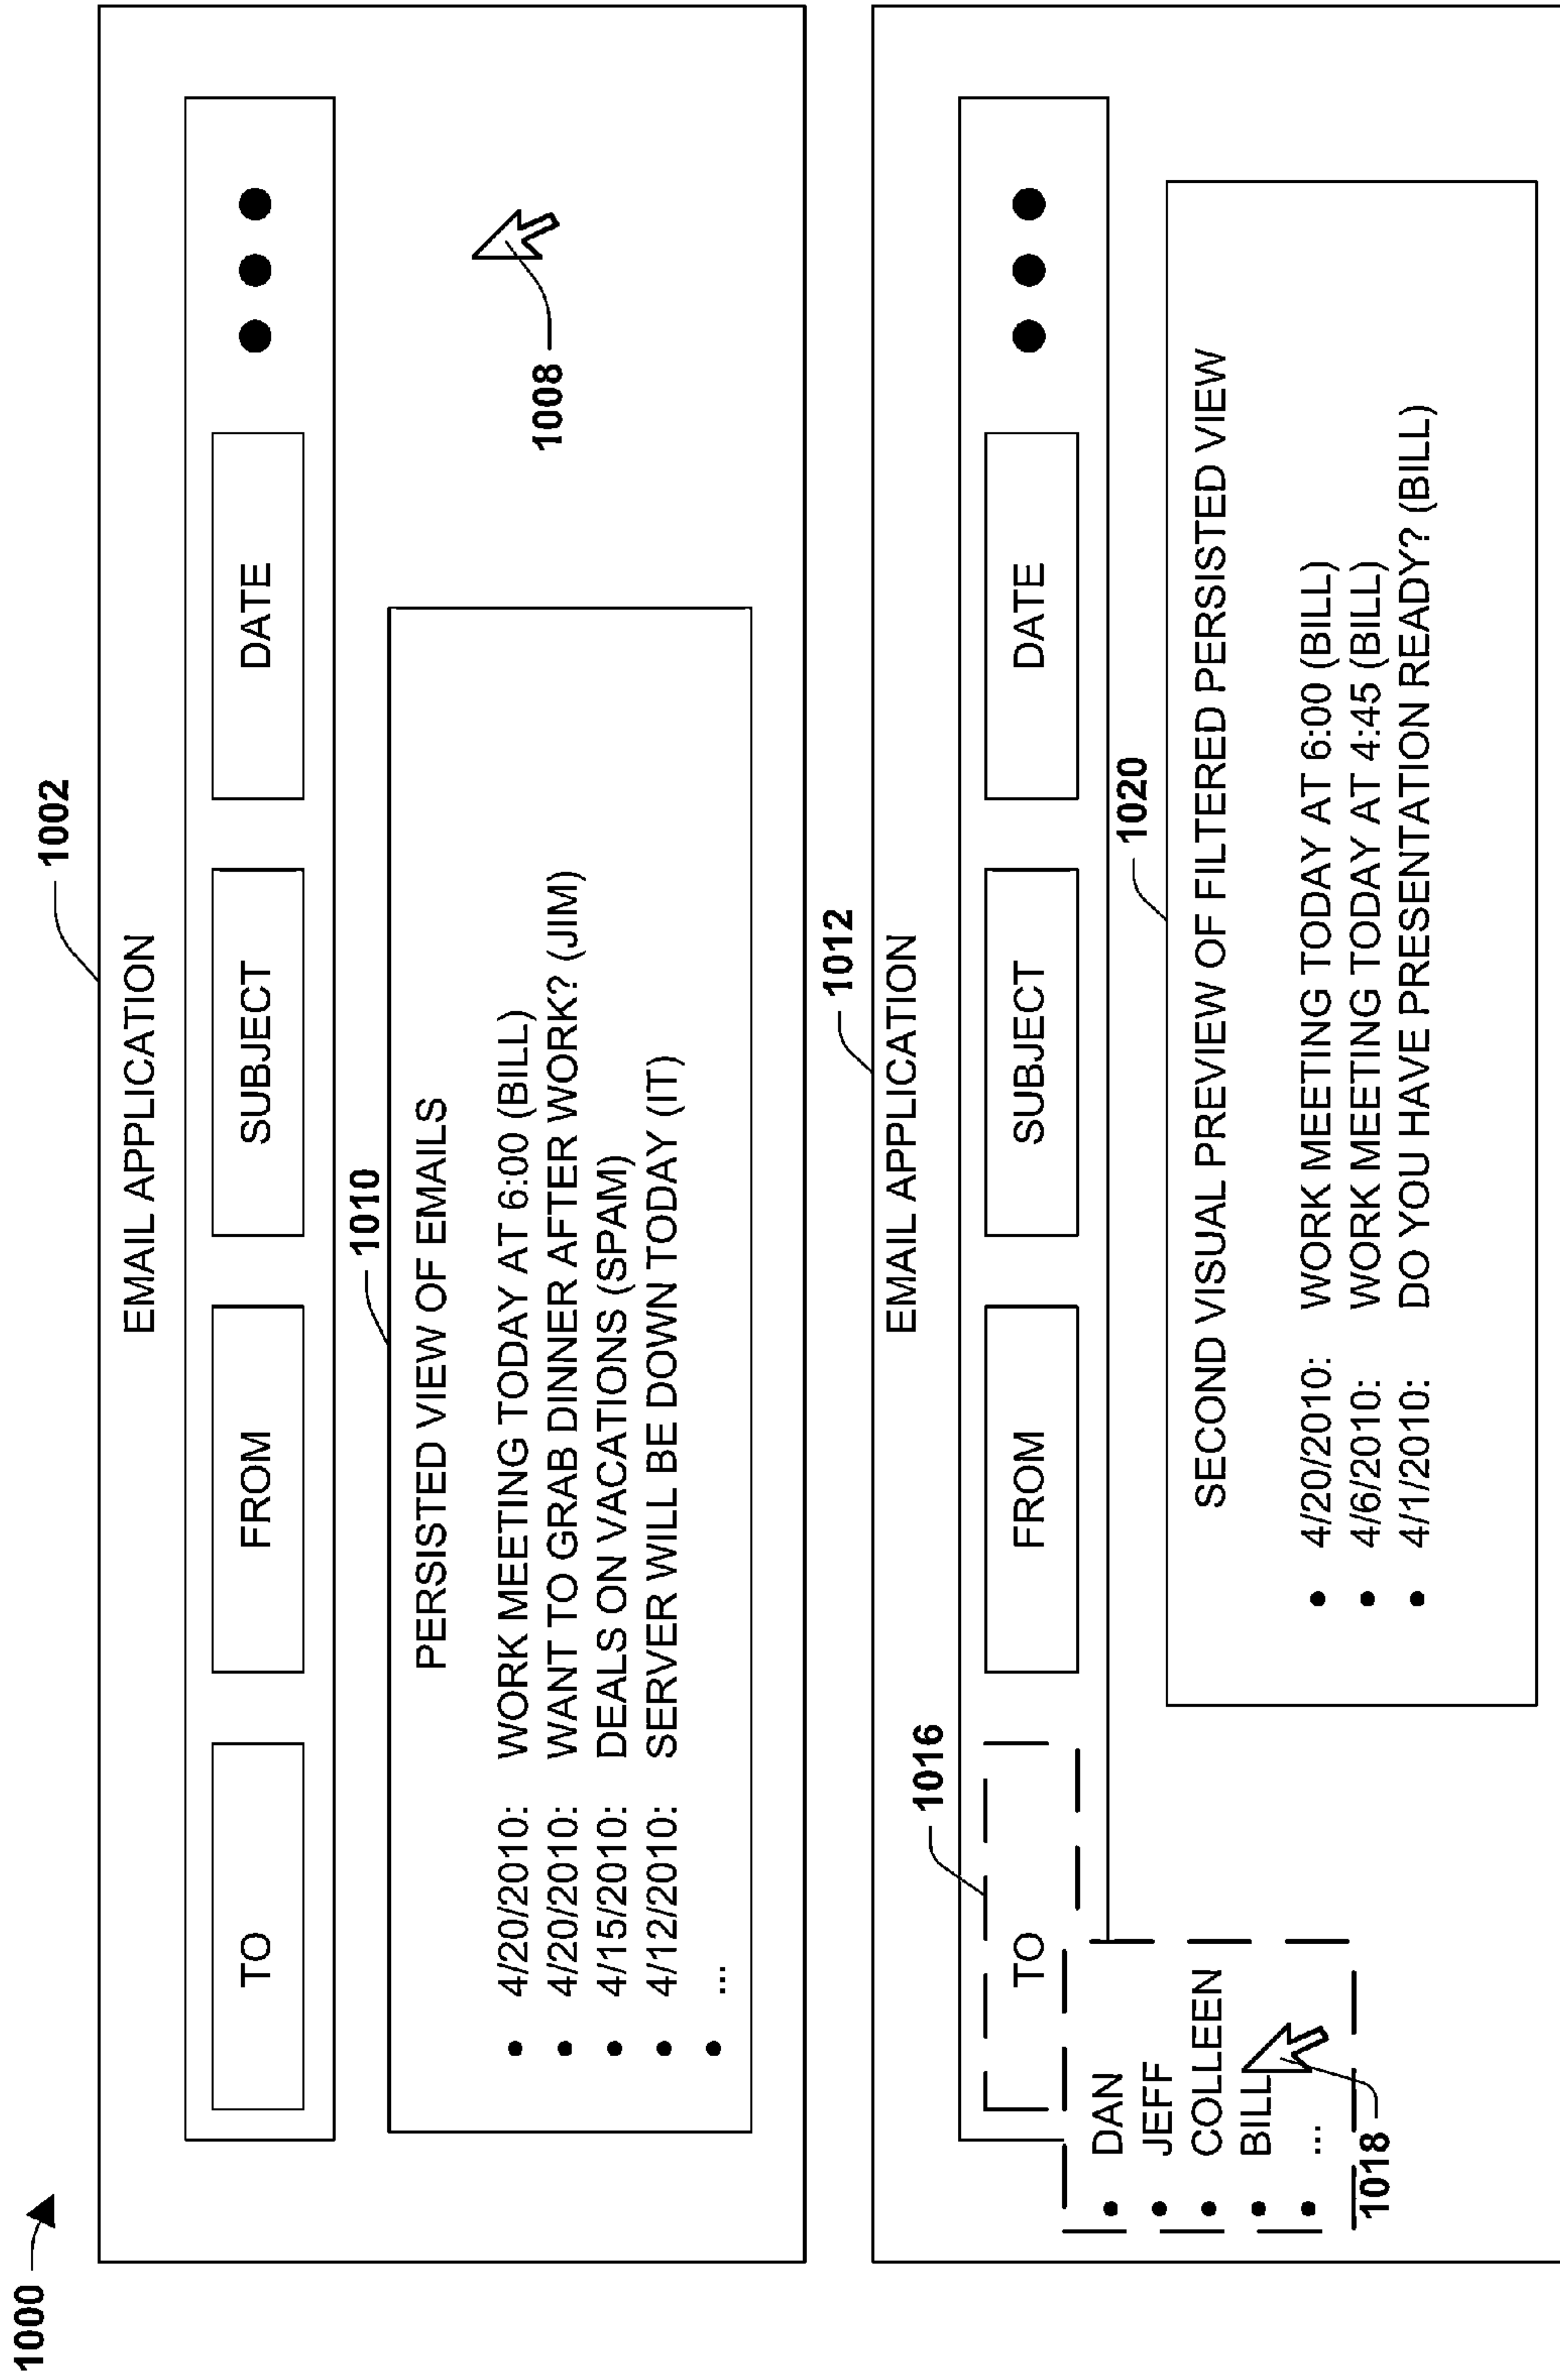 1000
1002
EMAIL APPLICATION
TO FROM SUBJECT DATE
1010
PERSISTED VIEW OF EMAILS
• 4/20/2010: WORK MEETING TODAY AT 6:00 (BILL)
• 4/20/2010: WANT TO GRAB DINNER AFTER WORK? (JIM)
• 4/15/2010: DEALS ON VACATIONS (SPAM)
• 4/12/2010: SERVER WILL BE DOWN TODAY (IT)
• ...
1008
1012
EMAIL APPLICATION
1016
TO FROM SUBJECT DATE
• DAN
• JEFF
• COLLEEN
• BILL
• ...
1018
1020
SECOND VISUAL PREVIEW OF FILTERED PERSISTED VIEW
• 4/20/2010: WORK MEETING TODAY AT 6:00 (BILL)
• 4/6/2010: WORK MEETING TODAY AT 4:45 (BILL)
• 4/1/2010: DO YOU HAVE PRESENTATION READY? (BILL)